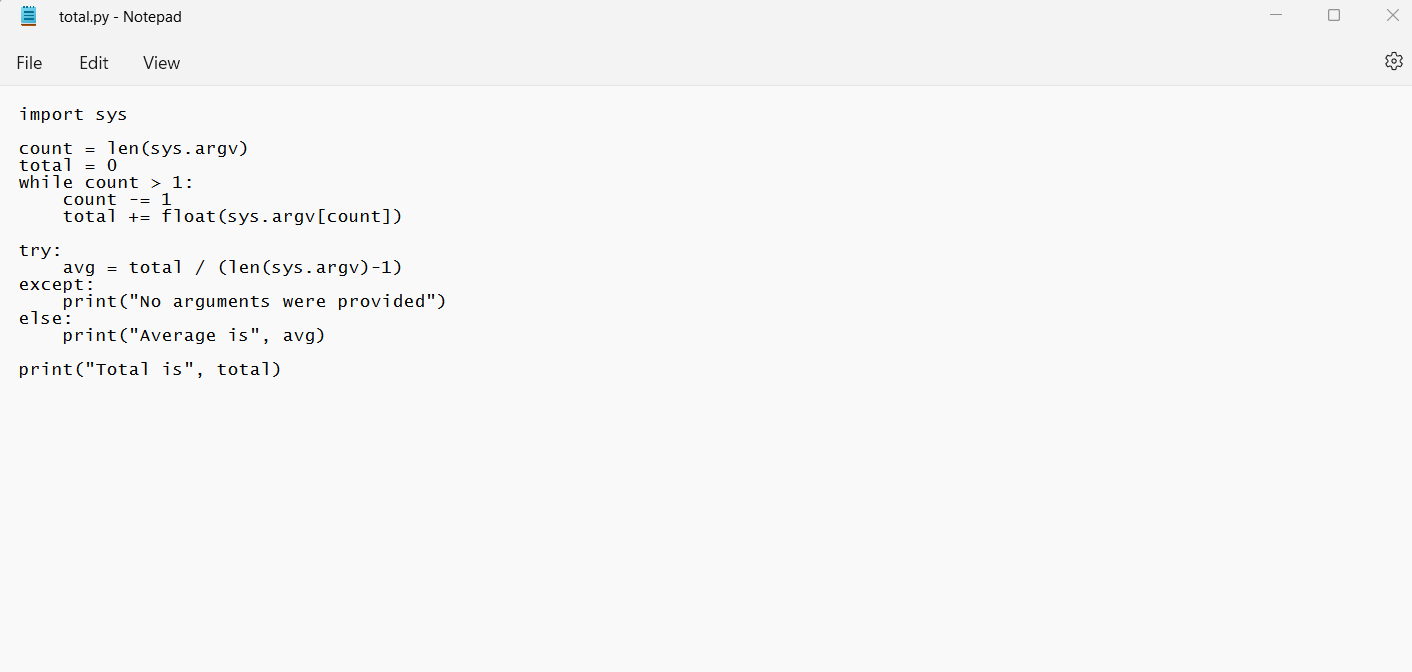 total.py - Notepad
File Edit View
import sys
count = len(sys.argv)
total = 0
while count > 1:
    count -= 1
    total += float(sys.argv[count])
try:
    avg = total / (len(sys.argv)-1)
except:
    print("No arguments were provided")
else:
    print("Average is", avg)
print("Total is", total)